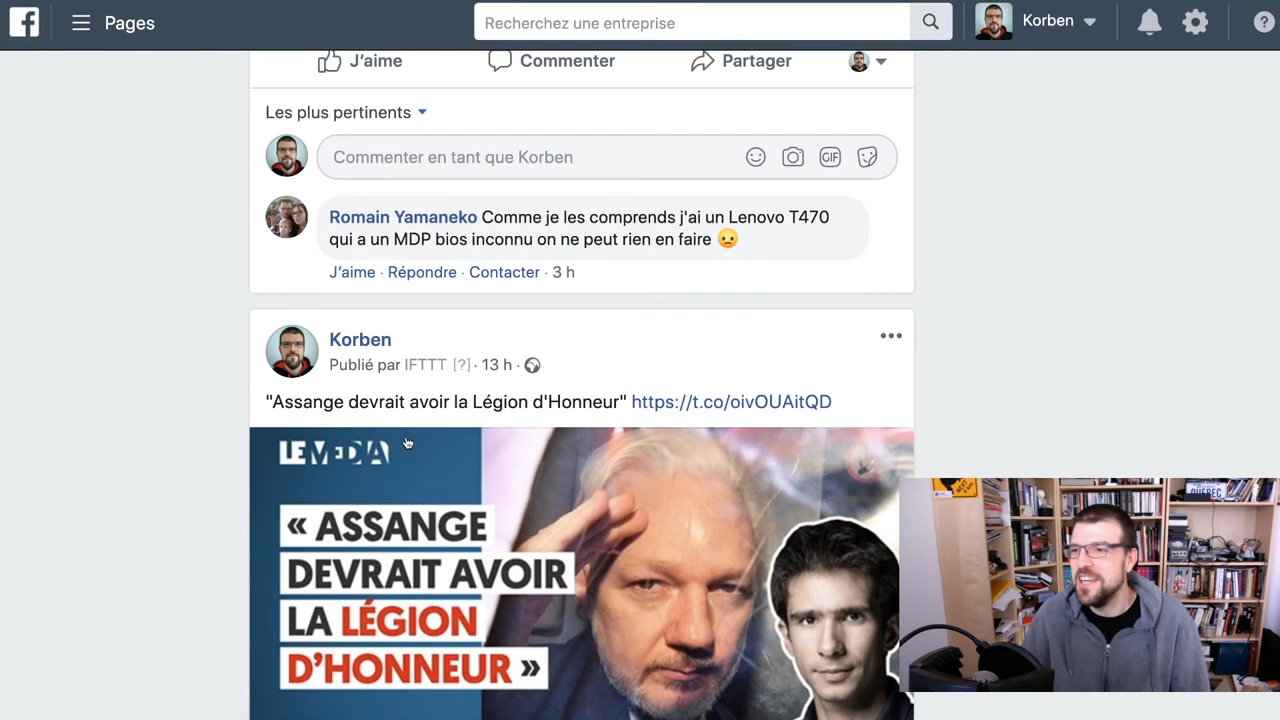 Pages
Recherchez une entreprise
Korben
?
J'aime
Commenter
Partager
Les plus pertinents
Commenter en tant que Korben
GIF
Romain Yamaneko Comme je les comprends j'ai un Lenovo T470
qui a un MDP bios inconnu on ne peut rien en faire
J'aime · Répondre · Contacter · 3 h
Korben
Publié par IFTTT [?] · 13 h ·
"Assange devrait avoir la Légion d'Honneur" https://t.co/oivOUAitQD
LE MEDIA
« ASSANGE
DEVRAIT AVOIR
LA LÉGION
D'HONNEUR »
QUÉBEC